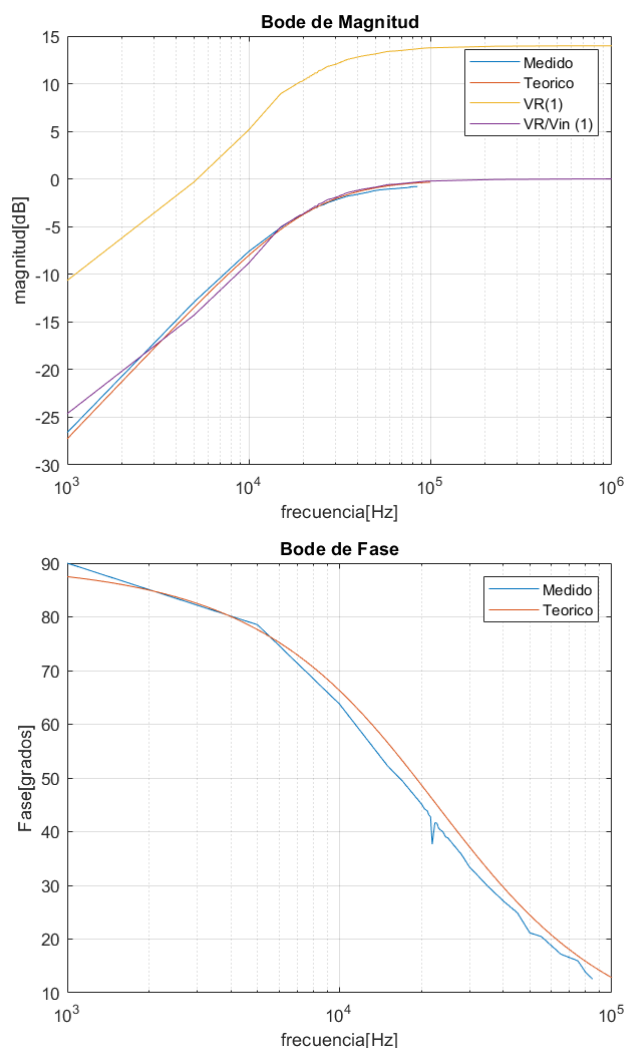 Bode de Magnitud
15
10
5
0
-5
-10
-15
-20
-25
-30
magnitud[dB]
Medido
Teorico
VR(1)
VR/Vin (1)
10^3
10^4
10^5
10^6
frecuencia[Hz]
Bode de Fase
90
80
70
60
50
40
30
20
10
Fase[grados]
Medido
Teorico
10^3
10^4
10^5
frecuencia[Hz]